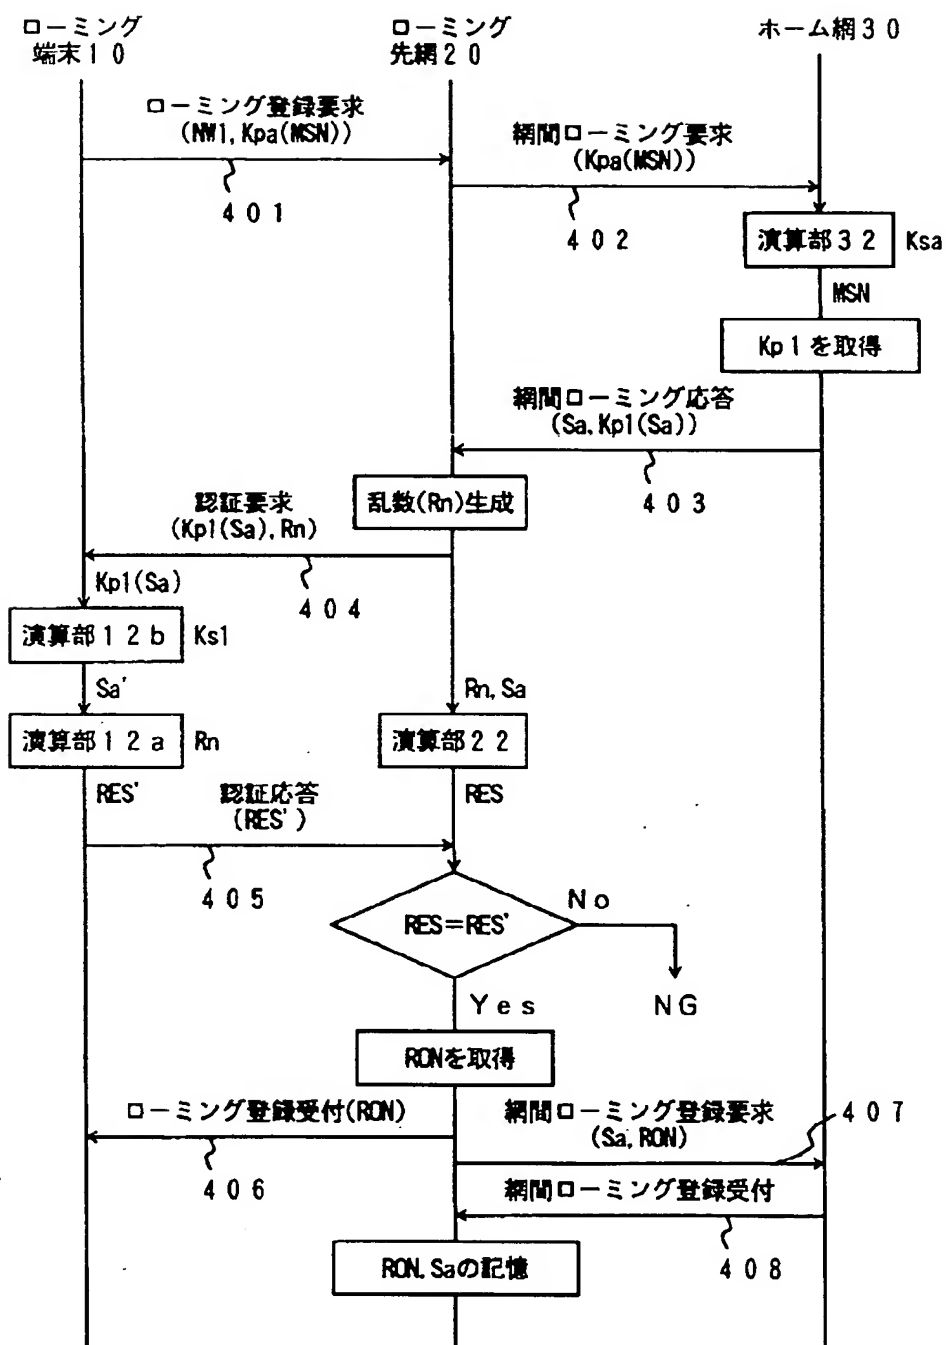 ローミング
端末10
ローミング
先網20
ホーム網30
ローミング登録要求
(NW1,Kpa(MSN))
401
網間ローミング要求
(Kpa(MSN))
402
演算部32
Ksa
MSN
Kp1を取得
網間ローミング応答
(Sa,Kp1(Sa))
403
乱数(Rn)生成
認証要求
(Kp1(Sa),Rn)
404
Kp1(Sa)
演算部12b
Ks1
Sa'
Rn,Sa
演算部12a
Rn
演算部22
RES'
RES
認証応答
(RES')
405
RES=RES'
No
NG
Yes
RONを取得
ローミング登録受付(RON)
406
網間ローミング登録要求
(Sa,RON)
407
網間ローミング登録受付
408
RON,Saの記憶